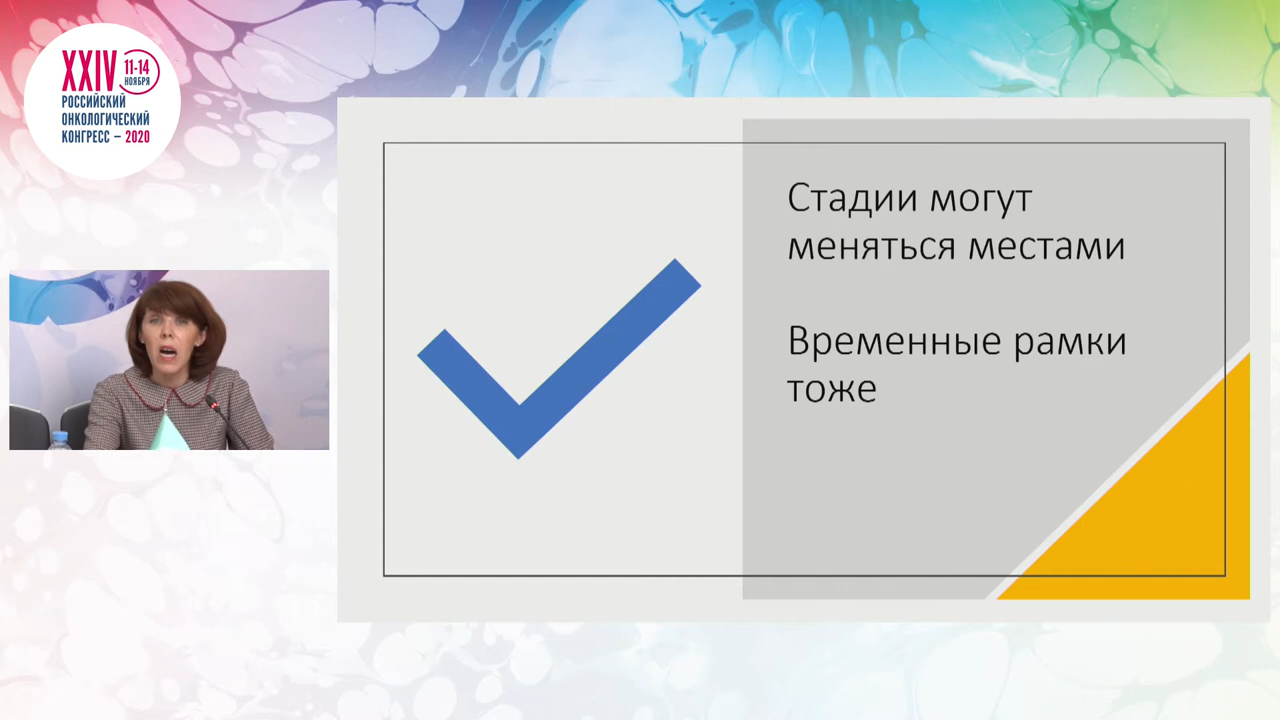 XXIV 11-14
НОЯБРЯ
РОССИЙСКИЙ
ОНКОЛОГИЧЕСКИЙ
КОНГРЕСС – 2020
Стадии могут
меняться местами
Временные рамки
тоже